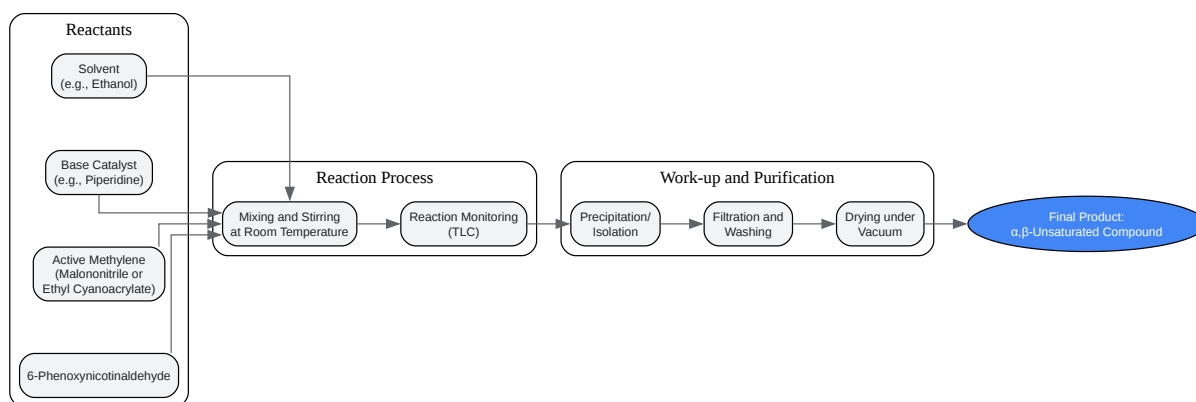 Reactants
Solvent
(e.g., Ethanol)
Base Catalyst
(e.g., Piperidine)
Active Methylene
(Malononitrile or
Ethyl Cyanoacrylate)
6-Phenoxynicotinaldehyde
Reaction Process
Mixing and Stirring
at Room Temperature
Reaction Monitoring
(TLC)
Work-up and Purification
Precipitation/
Isolation
Filtration and
Washing
Drying under
Vacuum
Final Product:
α,β-Unsaturated Compound